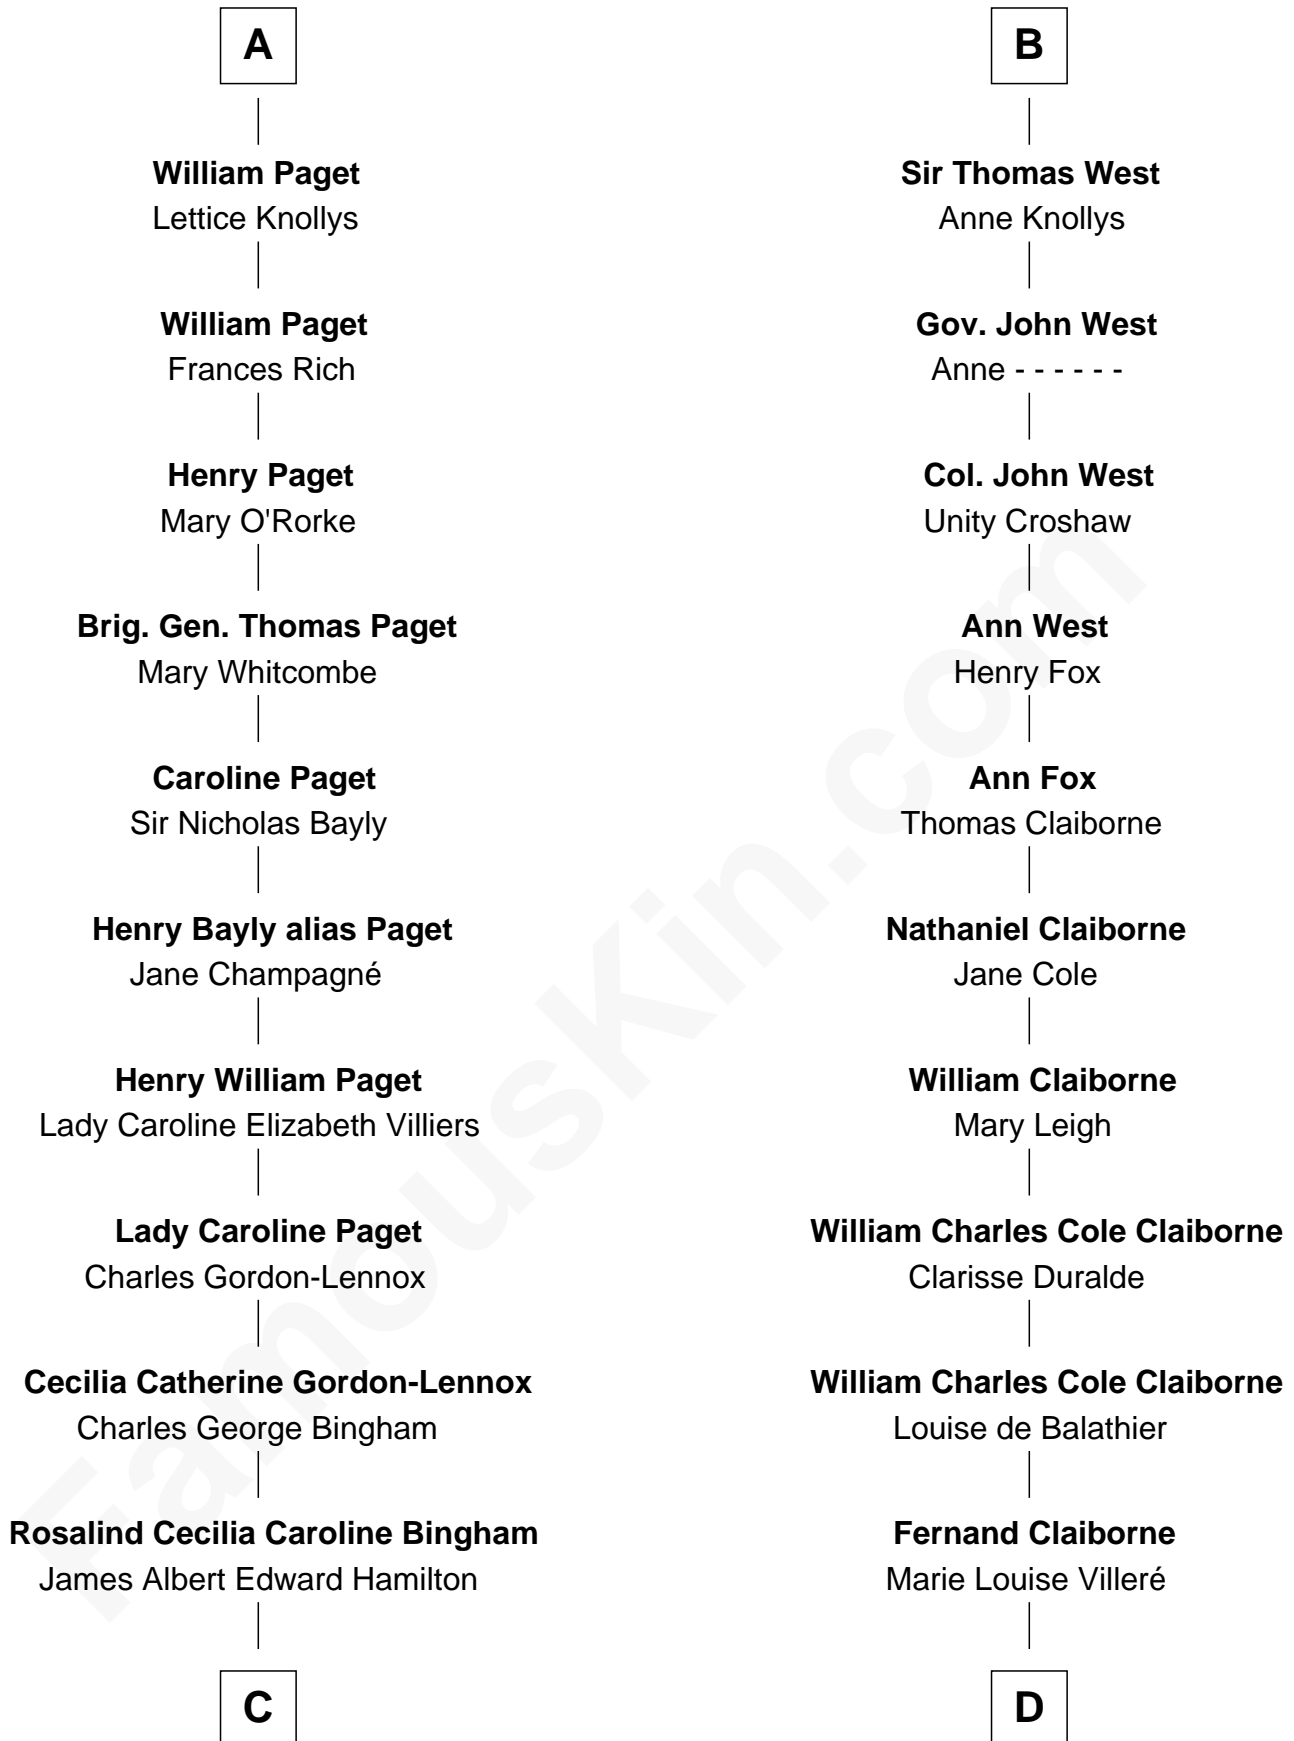 A
William Paget
Lettice Knollys
William Paget
Frances Rich
Henry Paget
Mary O'Rorke
Brig. Gen. Thomas Paget
Mary Whitcombe
Caroline Paget
Sir Nicholas Bayly
Henry Bayly alias Paget
Jane Champagné
Henry William Paget
Lady Caroline Elizabeth Villiers
Lady Caroline Paget
Charles Gordon-Lennox
Cecilia Catherine Gordon-Lennox
Charles George Bingham
Rosalind Cecilia Caroline Bingham
James Albert Edward Hamilton
C
B
Sir Thomas West
Anne Knollys
Gov. John West
Anne - - - - - -
Col. John West
Unity Croshaw
Ann West
Henry Fox
Ann Fox
Thomas Claiborne
Nathaniel Claiborne
Jane Cole
William Claiborne
Mary Leigh
William Charles Cole Claiborne
Clarisse Duralde
William Charles Cole Claiborne
Louise de Balathier
Fernand Claiborne
Marie Louise Villeré
D
FamousKin.com